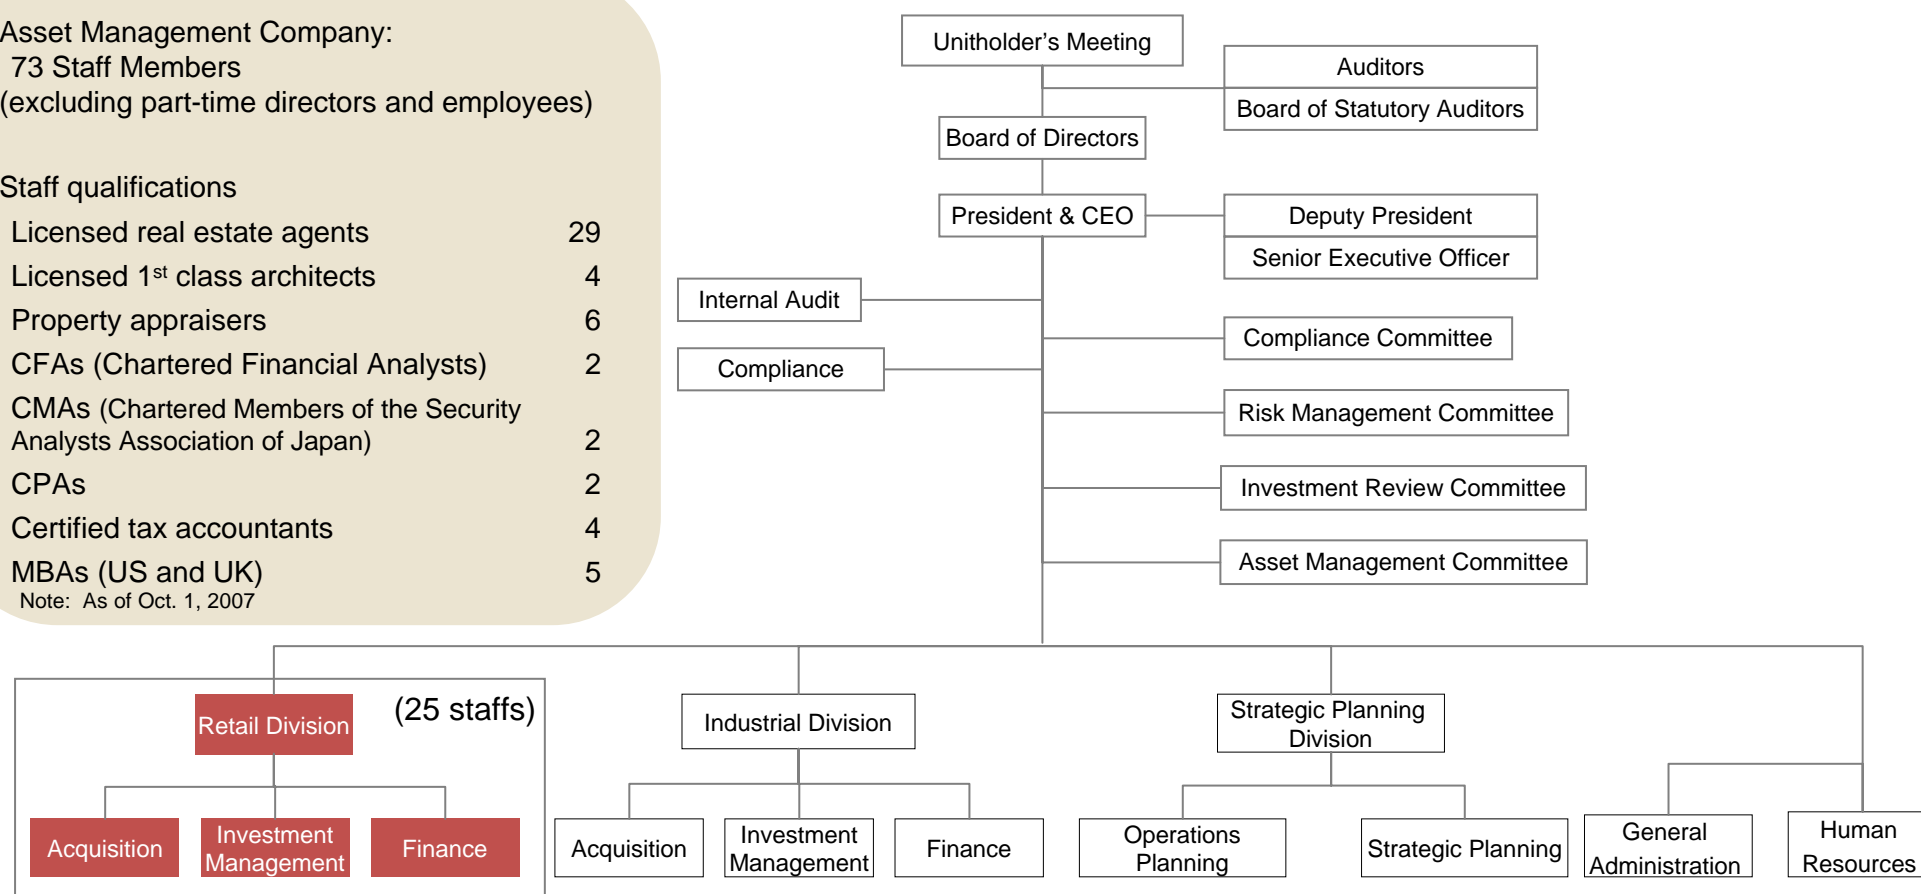 Asset Management Company:
73 Staff Members
(excluding part-time directors and employees)
Staff qualifications
Licensed real estate agents 29
Licensed 1st class architects 4
Property appraisers 6
CFAs (Chartered Financial Analysts) 2
CMAs (Chartered Members of the Security
Analysts Association of Japan) 2
CPAs 2
Certified tax accountants 4
MBAs (US and UK) 5
Note: As of Oct. 1, 2007
Unitholder’s Meeting
Auditors
Board of Statutory Auditors
Board of Directors
President & CEO
Deputy President
Senior Executive Officer
Internal Audit
Compliance
Compliance Committee
Risk Management Committee
Investment Review Committee
Asset Management Committee
Retail Division
(25 staffs)
Acquisition
Investment
Management
Finance
Industrial Division
Acquisition
Investment
Management
Finance
Strategic Planning
Division
Operations
Planning
Strategic Planning
General
Administration
Human
Resources